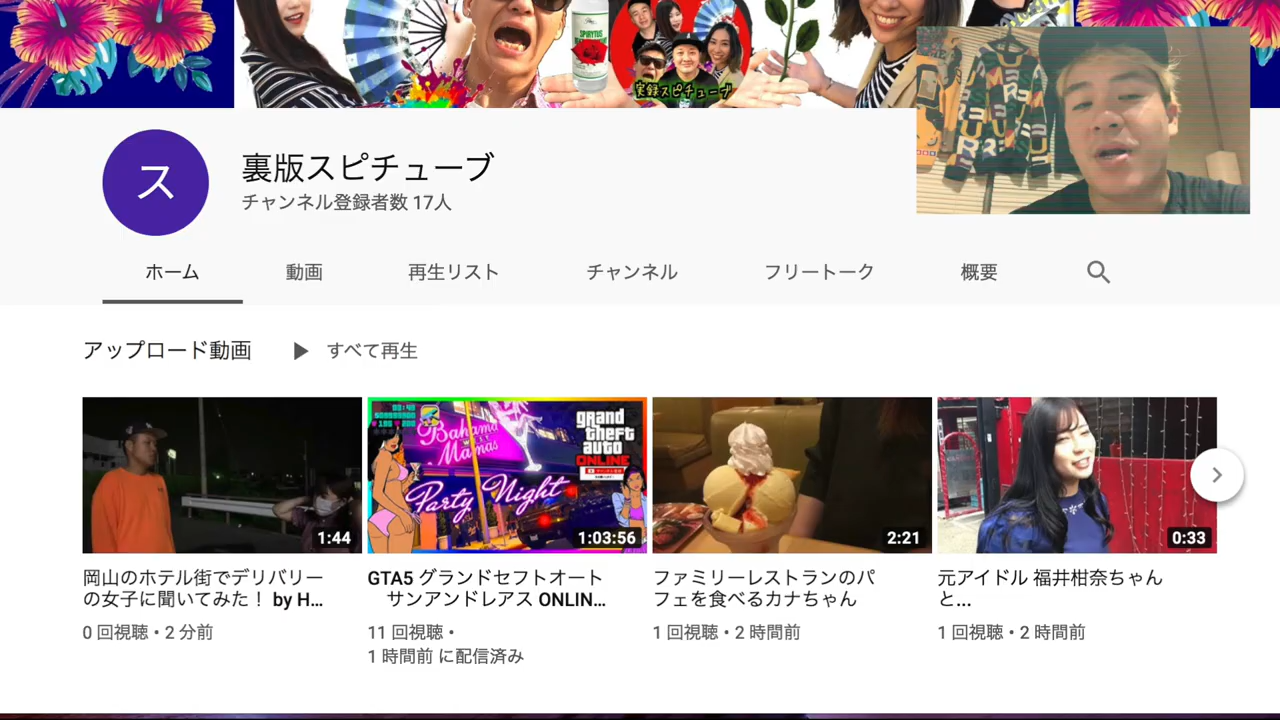 SPIRYTUS
実録スピチューブ
ス
裏版スピチューブ
チャンネル登録者数 17人
ホーム
動画
再生リスト
チャンネル
フリートーク
概要
アップロード動画
すべて再生
1:44
Bahama
Mamas
Party Night
grand
theft
auto
ONLINE
1:03:56
2:21
0:33
岡山のホテル街でデリバリー
の女子に聞いてみた！ by H...
0 回視聴・2 分前
GTA5 グランドセフトオート
サンアンドレアス ONLIN...
11 回視聴・
1 時間前 に配信済み
ファミリーレストランのパ
フェを食べるカナちゃん
1 回視聴・2 時間前
元アイドル 福井柑奈ちゃん
と...
1 回視聴・2 時間前